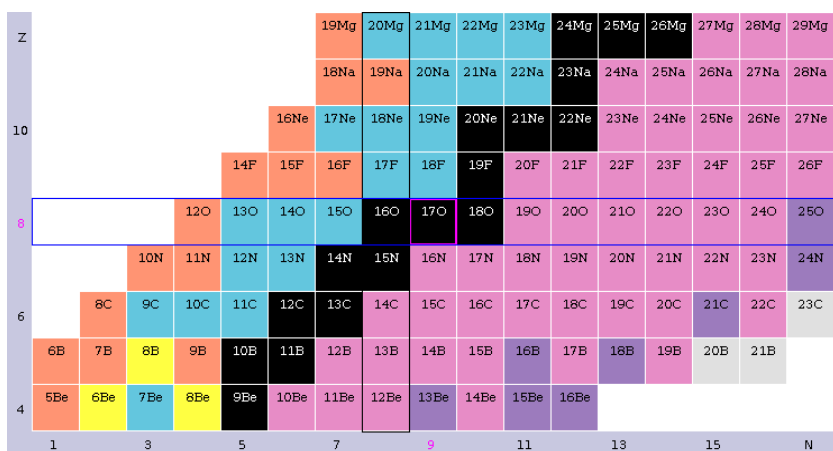 Z 19Mg 20Mg 21Mg 22Mg 23Mg 24Mg 25Mg 26Mg 27Mg 28Mg 29Mg
18Na 19Na 20Na 21Na 22Na 23Na 24Na 25Na 26Na 27Na 28Na
10 16Ne 17Ne 18Ne 19Ne 20Ne 21Ne 22Ne 23Ne 24Ne 25Ne 26Ne 27Ne
14F 15F 16F 17F 18F 19F 20F 21F 22F 23F 24F 25F 26F
8 12O 13O 14O 15O 16O 17O 18O 19O 20O 21O 22O 23O 24O 25O
10N 11N 12N 13N 14N 15N 16N 17N 18N 19N 20N 21N 22N 23N 24N
6 8C 9C 10C 11C 12C 13C 14C 15C 16C 17C 18C 19C 20C 21C 22C 23C
6B 7B 8B 9B 10B 11B 12B 13B 14B 15B 16B 17B 18B 19B 20B 21B
4 5Be 6Be 7Be 8Be 9Be 10Be 11Be 12Be 13Be 14Be 15Be 16Be
1 3 5 7 9 11 13 15 N